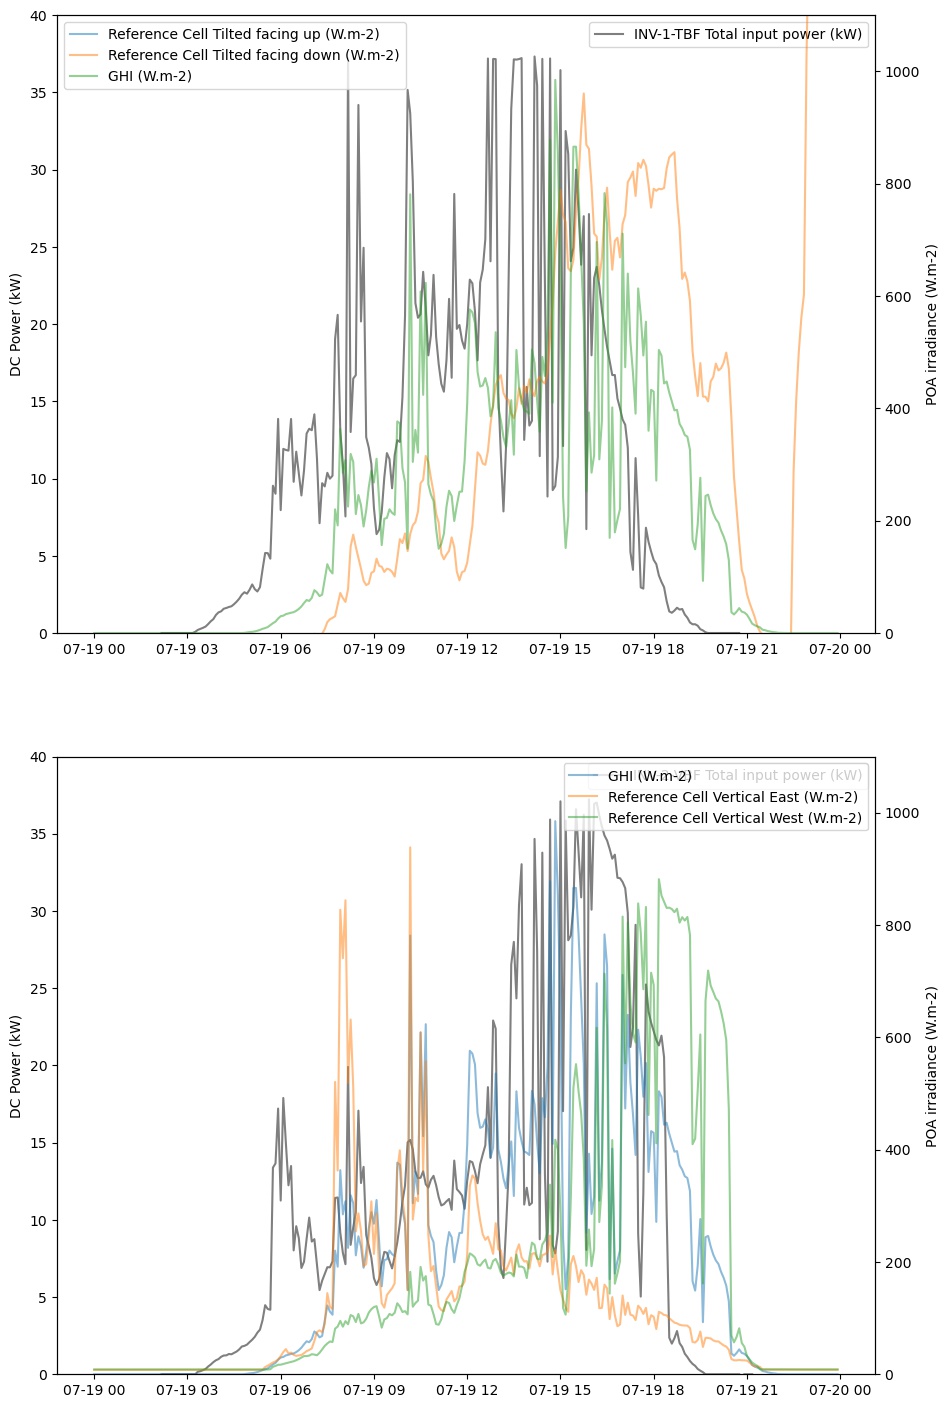 40
35
30
25
20
15
10
5
0
DC Power (kW)
Reference Cell Tilted facing up (W.m-2)
Reference Cell Tilted facing down (W.m-2)
GHI (W.m-2)
INV-1-TBF Total input power (kW)
1000
800
600
400
200
0
POA irradiance (W.m-2)
07-19 00 07-19 03 07-19 06 07-19 09 07-19 12 07-19 15 07-19 18 07-19 21 07-20 00
40
35
30
25
20
15
10
5
0
DC Power (kW)
GHI (W.m-2)
Total input power (kW)
Reference Cell Vertical East (W.m-2)
Reference Cell Vertical West (W.m-2)
1000
800
600
400
200
0
POA irradiance (W.m-2)
07-19 00 07-19 03 07-19 06 07-19 09 07-19 12 07-19 15 07-19 18 07-19 21 07-20 00